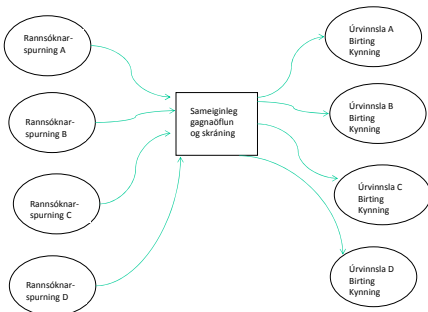 Rannsóknar-
spurning A
Rannsóknar-
spurning B
Rannsóknar-
spurning C
Rannsóknar-
spurning D
Sameiginleg
gagnaöflun
og skráning
Úrvinnsla A
Birting
Kynning
Úrvinnsla B
Birting
Kynning
Úrvinnsla C
Birting
Kynning
Úrvinnsla D
Birting
Kynning